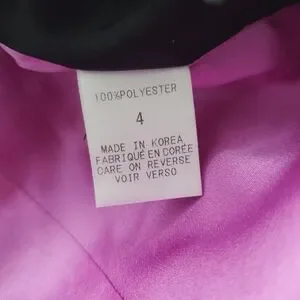 100%POLYESTER
4
MADE IN KOREA
FABRIQUÉ EN CORÉE
CARE ON REVERSE
VOIR VERSO